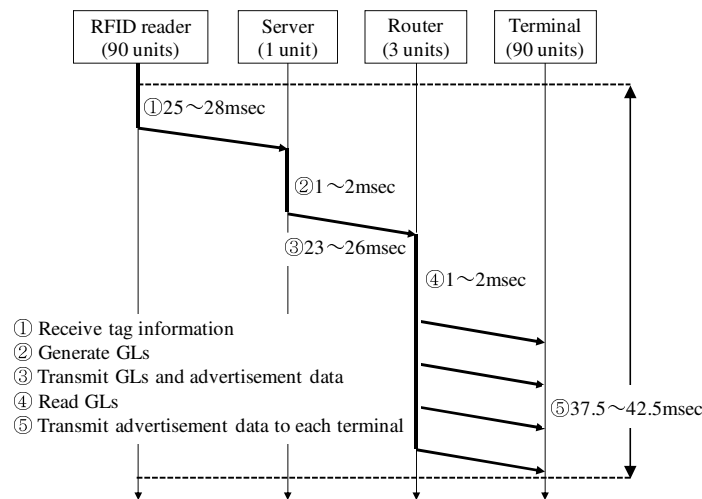 RFID reader
(90 units)
Server
(1 unit)
Router
(3 units)
Terminal
(90 units)
①25～28msec
②1～2msec
③23～26msec
④1～2msec
① Receive tag information
② Generate GLs
③ Transmit GLs and advertisement data
④ Read GLs
⑤ Transmit advertisement data to each terminal
⑤37.5～42.5msec